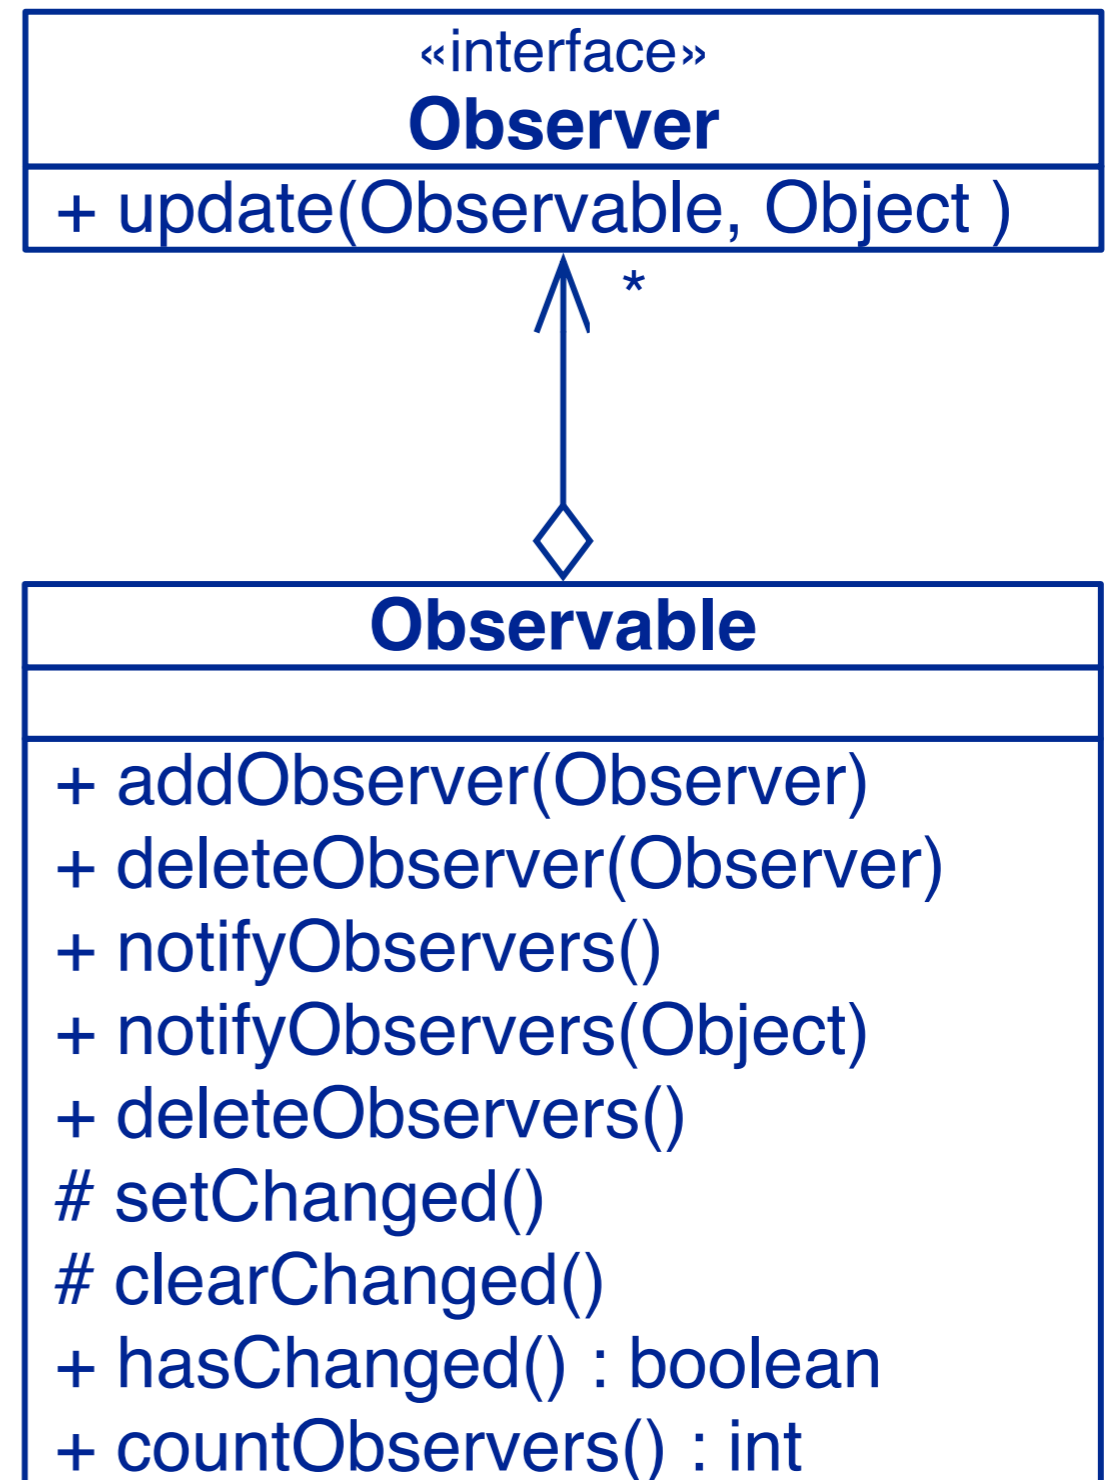 «interface»
Observer
+ update(Observable, Object )
*
Observable
+ addObserver(Observer)
+ deleteObserver(Observer)
+ notifyObservers()
+ notifyObservers(Object)
+ deleteObservers()
# setChanged()
# clearChanged()
+ hasChanged() : boolean
+ countObservers() : int